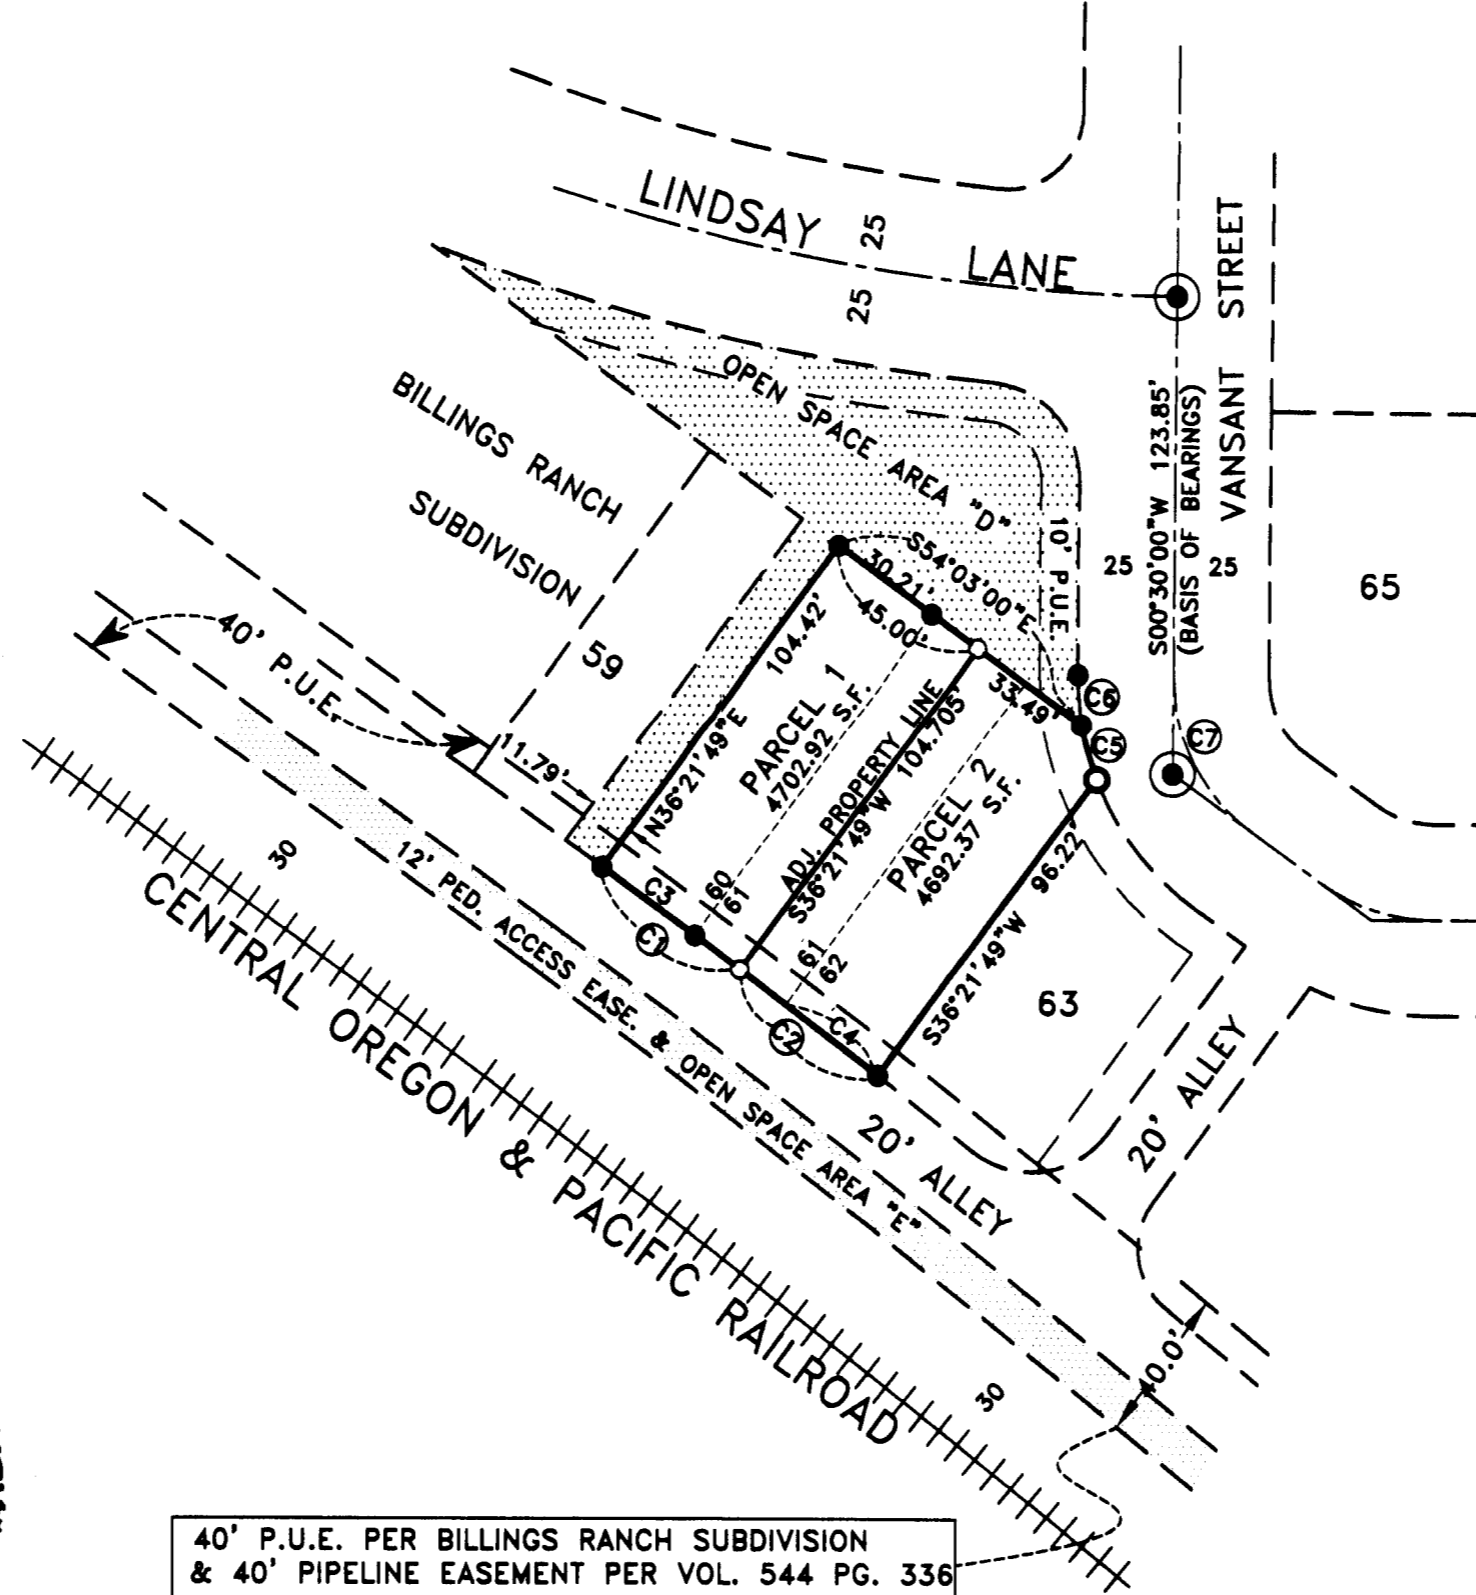 LINDSAY LANE
25
25
VANSANT STREET
S00°30'00"W 123.85'
(BASIS OF BEARINGS)
25
25
65
OPEN SPACE AREA "D"
10' P.U.E.
BILLINGS RANCH
SUBDIVISION
59
40' P.U.E.
11.79'
S54°03'00"E
30.21'
45.00'
33.49'
C6
C5
C7
104.42'
N36°21'49"E
PARCEL 1
4702.92 S.F.
ADJ. PROPERTY LINE
S36°21'49"W 104.705
PARCEL 2
4692.37 S.F.
S36°21'49"W 96.22'
C3
C1
60
61
61
62
C2
C4
63
30
12' PED. ACCESS EASE. & OPEN SPACE AREA "E"
20' ALLEY
20' ALLEY
CENTRAL OREGON & PACIFIC RAILROAD
30
40.0'
40' P.U.E. PER BILLINGS RANCH SUBDIVISION
& 40' PIPELINE EASEMENT PER VOL. 544 PG. 336